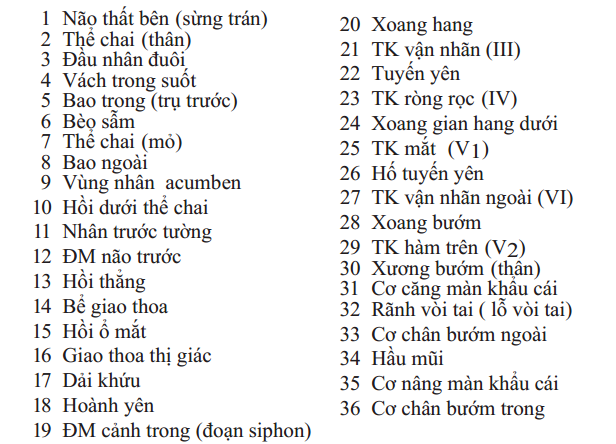 1 Não thất bên (sừng trán)
2 Thể chai (thân)
3 Đầu nhân đuôi
4 Vách trong suốt
5 Bao trong (trụ trước)
6 Bèo sẫm
7 Thể chai (mỏ)
8 Bao ngoài
9 Vùng nhân acumben
10 Hồi dưới thể chai
11 Nhân trước tường
12 ĐM não trước
13 Hồi thẳng
14 Bể giao thoa
15 Hồi ổ mắt
16 Giao thoa thị giác
17 Dải khứu
18 Hoành yên
19 ĐM cảnh trong (đoạn siphon)
20 Xoang hang
21 TK vận nhãn (III)
22 Tuyến yên
23 TK ròng rọc (IV)
24 Xoang gian hang dưới
25 TK mắt (V1)
26 Hố tuyến yên
27 TK vận nhãn ngoài (VI)
28 Xoang bướm
29 TK hàm trên (V2)
30 Xương bướm (thân)
31 Cơ căng màn khẩu cái
32 Rãnh vòi tai ( lỗ vòi tai)
33 Cơ chân bướm ngoài
34 Hầu mũi
35 Cơ nâng màn khẩu cái
36 Cơ chân bướm trong